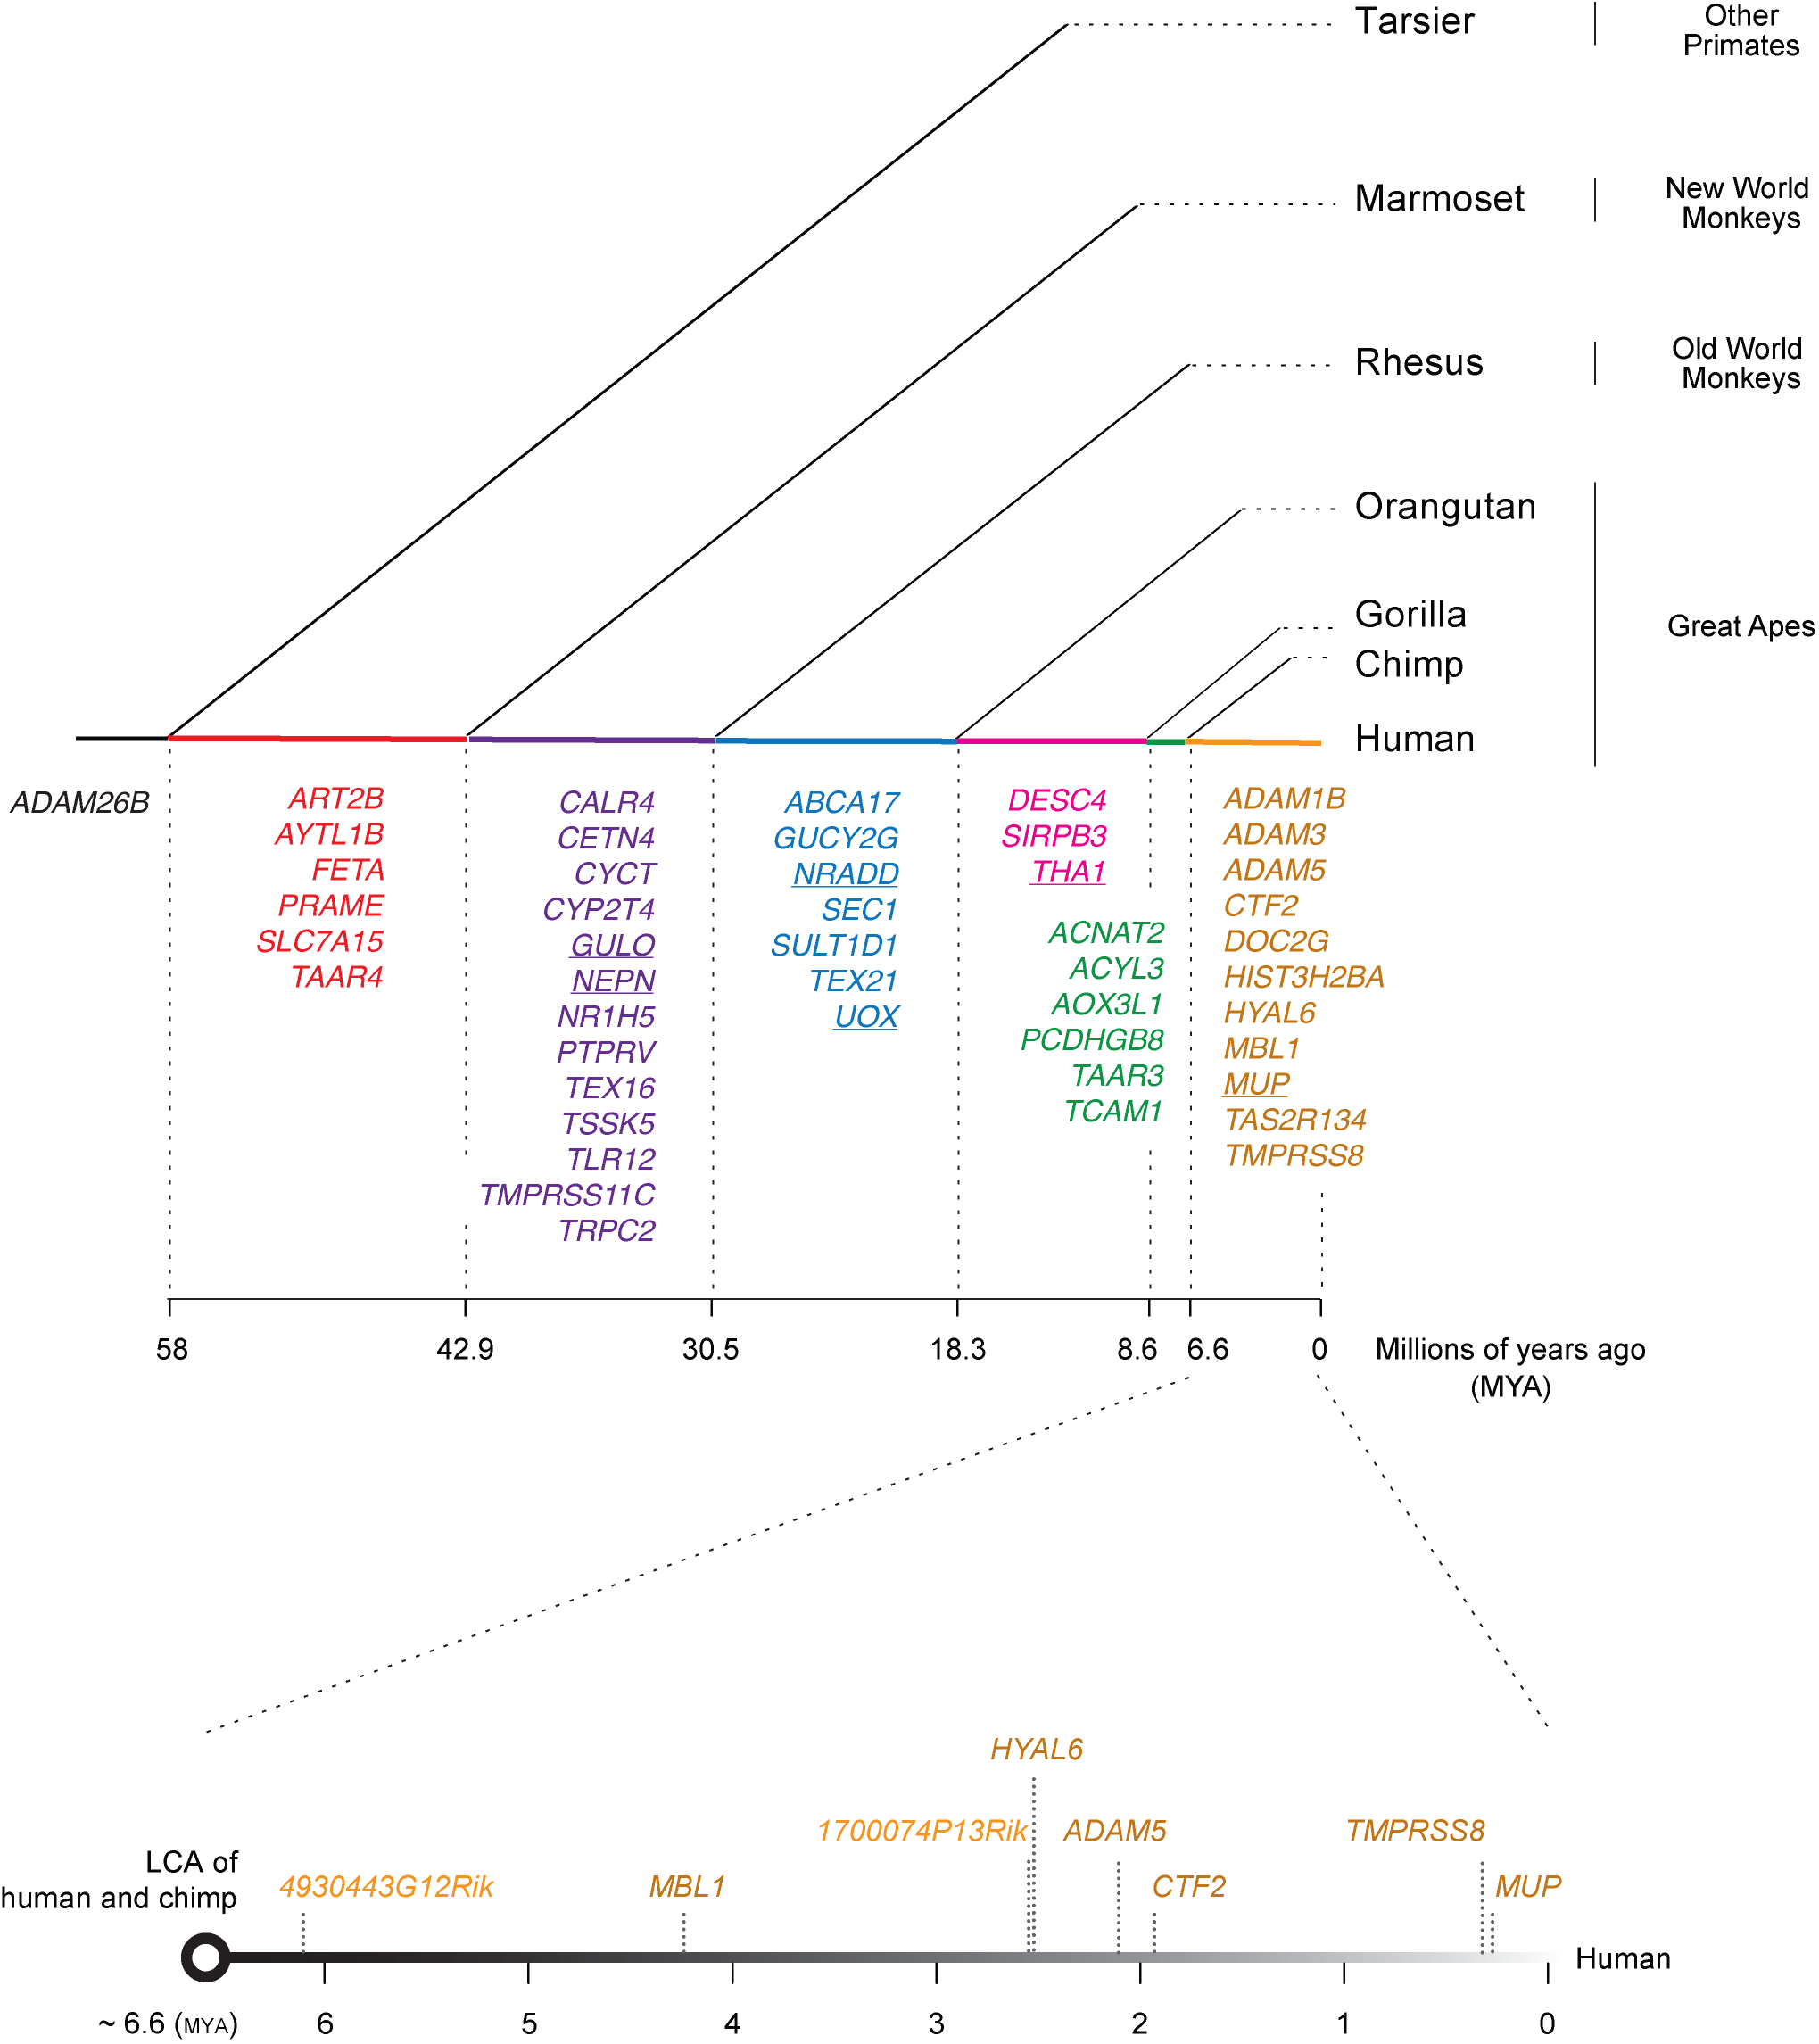 Tarsier
Other
Primates
Marmoset
New World
Monkeys
Rhesus
Old World
Monkeys
Orangutan
Gorilla
Chimp
Great Apes
Human
ADAM26B
ART2B
AYTL1B
FETA
PRAME
SLC7A15
TAAR4
CALR4
CETN4
CYCT
CYP2T4
GULO
NEPN
NR1H5
PTPRV
TEX16
TSSK5
TLR12
TMPRSS11C
TRPC2
ABCA17
GUCY2G
NRADD
SEC1
SULT1D1
TEX21
UOX
DESC4
SIRPB3
THA1
ACNAT2
ACYL3
AOX3L1
PCDHGB8
TAAR3
TCAM1
ADAM1B
ADAM3
ADAM5
CTF2
DOC2G
HIST3H2BA
HYAL6
MBL1
MUP
TAS2R134
TMPRSS8
58 42.9 30.5 18.3 8.6 6.6 0 Millions of years ago
(MYA)
HYAL6
1700074P13Rik ADAM5 TMPRSS8
LCA of
human and chimp
4930443G12Rik MBL1 CTF2 MUP
Human
~ 6.6 (MYA) 6 5 4 3 2 1 0